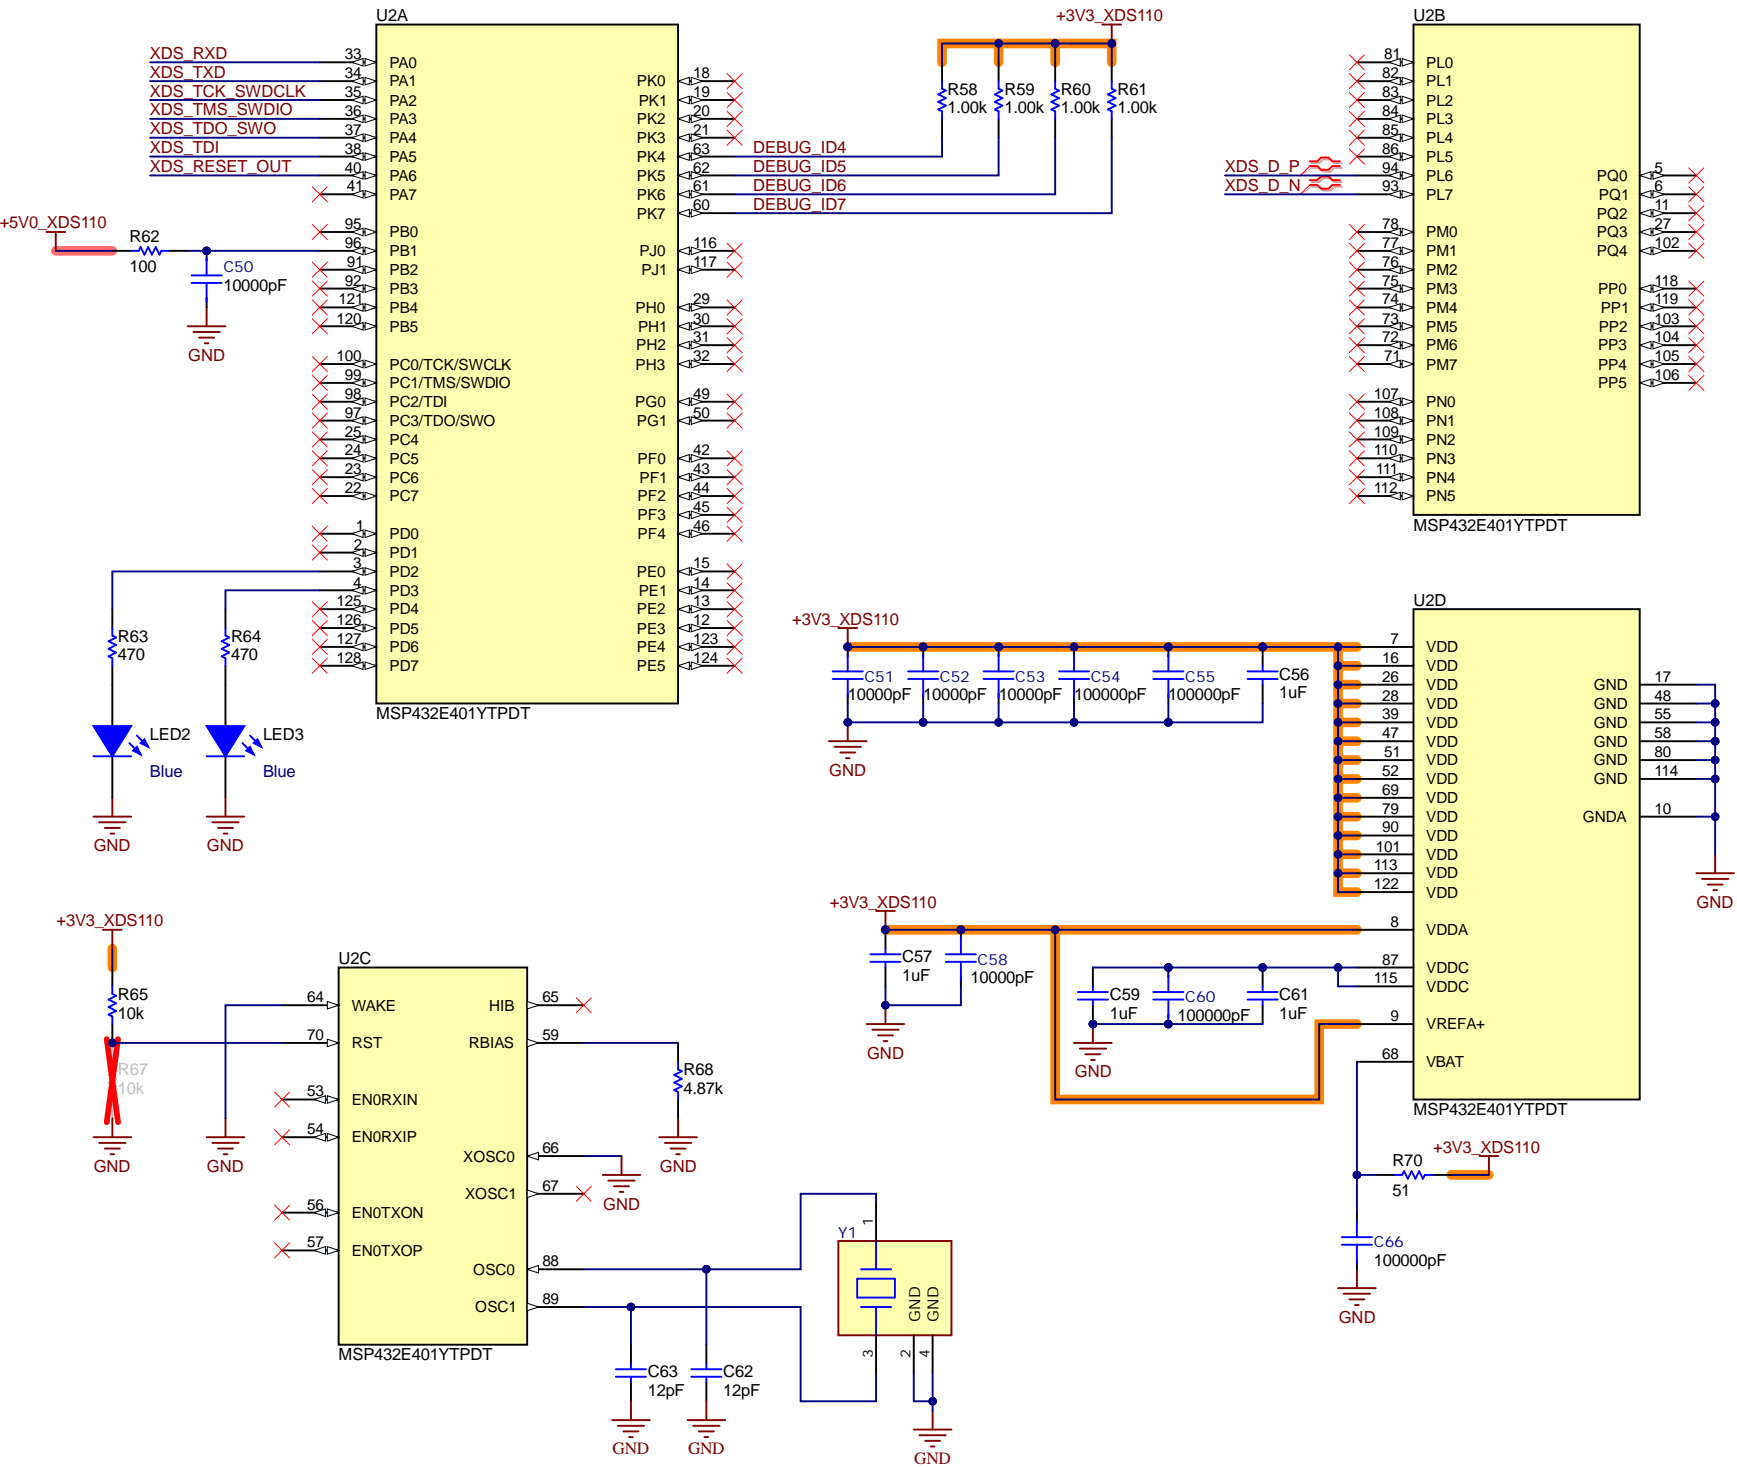 U2A
XDS_RXD 33 PA0
XDS_TXD 34 PA1
XDS_TCK_SWDCLK 35 PA2
XDS_TMS_SWDIO 36 PA3
XDS_TDO_SWO 37 PA4
XDS_TDI 38 PA5
XDS_RESET_OUT 40 PA6
41 PA7
+5V0_XDS110
R62
100
C50
10000pF
GND
95 PB0
96 PB1
91 PB2
92 PB3
121 PB4
120 PB5
100 PC0/TCK/SWCLK
99 PC1/TMS/SWDIO
98 PC2/TDI
97 PC3/TDO/SWO
25 PC4
24 PC5
23 PC6
22 PC7
1 PD0
2 PD1
3 PD2
4 PD3
125 PD4
126 PD5
127 PD6
128 PD7
R63
470
R64
470
LED2
Blue
LED3
Blue
GND
GND
PK0 18
PK1 19
PK2 20
PK3 21
PK4 63 DEBUG_ID4
PK5 62 DEBUG_ID5
PK6 61 DEBUG_ID6
PK7 60 DEBUG_ID7
PJ0 116
PJ1 117
PH0 29
PH1 30
PH2 31
PH3 32
PG0 49
PG1 50
PF0 42
PF1 43
PF2 44
PF3 45
PF4 46
PE0 15
PE1 14
PE2 13
PE3 12
PE4 123
PE5 124
MSP432E401YTPDT
+3V3_XDS110
R58 R59 R60 R61
1.00k 1.00k 1.00k 1.00k
U2B
81 PL0
82 PL1
83 PL2
84 PL3
85 PL4
86 PL5
XDS_D_P 94 PL6
XDS_D_N 93 PL7
78 PM0
77 PM1
76 PM2
75 PM3
74 PM4
73 PM5
72 PM6
71 PM7
107 PN0
108 PN1
109 PN2
110 PN3
111 PN4
112 PN5
PQ0 5
PQ1 6
PQ2 11
PQ3 27
PQ4 102
PP0 118
PP1 119
PP2 103
PP3 104
PP4 105
PP5 106
MSP432E401YTPDT
+3V3_XDS110
C51 C52 C53 C54 C55 C56
10000pF 10000pF 10000pF 100000pF 100000pF 1uF
GND
U2D
7 VDD
16 VDD
26 VDD
28 VDD
39 VDD
47 VDD
51 VDD
52 VDD
69 VDD
79 VDD
90 VDD
101 VDD
113 VDD
122 VDD
8 VDDA
87 VDDC
115 VDDC
9 VREFA+
68 VBAT
GND 17
GND 48
GND 55
GND 58
GND 80
GND 114
GNDA 10
GND
MSP432E401YTPDT
+3V3_XDS110
C57 C58
1uF 10000pF
GND
C59 C60 C61
1uF 100000pF 1uF
GND
+3V3_XDS110
R70
51
C66
100000pF
GND
+3V3_XDS110
R65
10k
R67
10k
GND
GND
U2C
64 WAKE
70 RST
53 EN0RXIN
54 EN0RXIP
56 EN0TXON
57 EN0TXOP
HIB 65
RBIAS 59
XOSC0 66
XOSC1 67
OSC0 88
OSC1 89
MSP432E401YTPDT
R68
4.87k
GND
GND
C63 C62
12pF 12pF
GND GND
Y1
1
GND
GND
3
2
4
GND